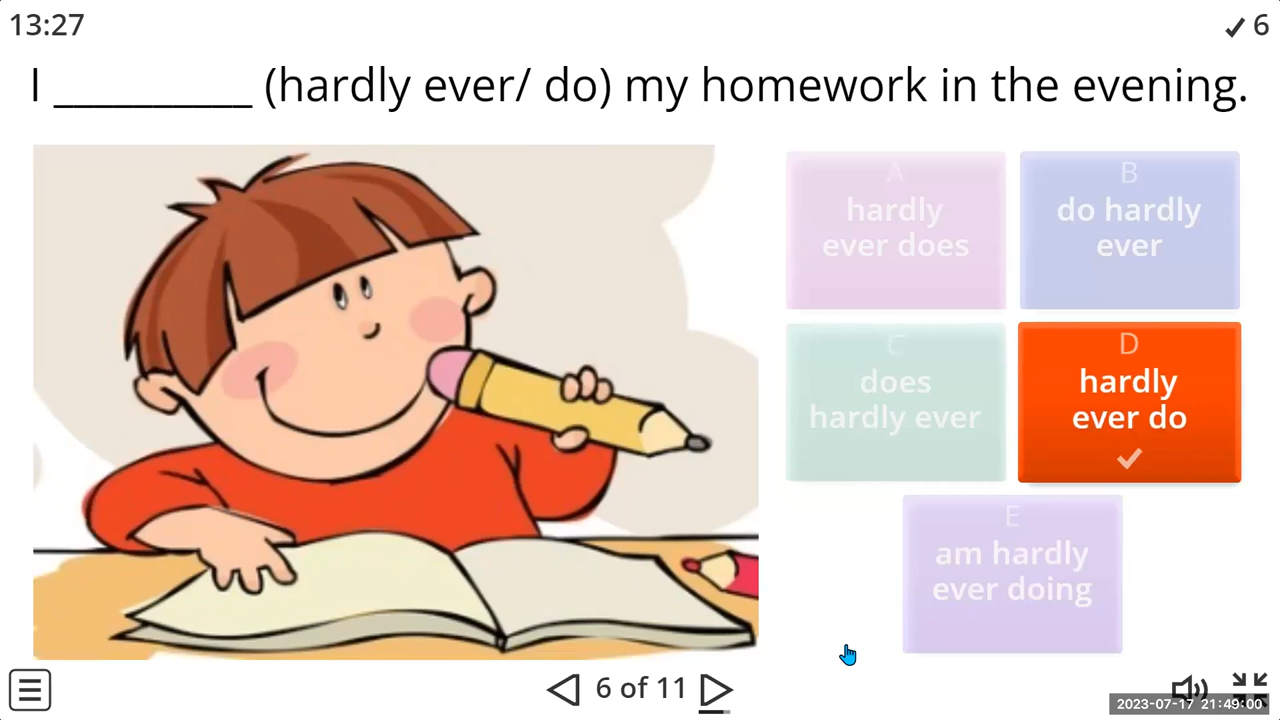 13:27
✓ 6
I __________ (hardly ever/ do) my homework in the evening.
A
hardly
ever does
B
do hardly
ever
C
does
hardly ever
D
hardly
ever do
E
am hardly
ever doing
6 of 11
2023-07-17 21:49:00